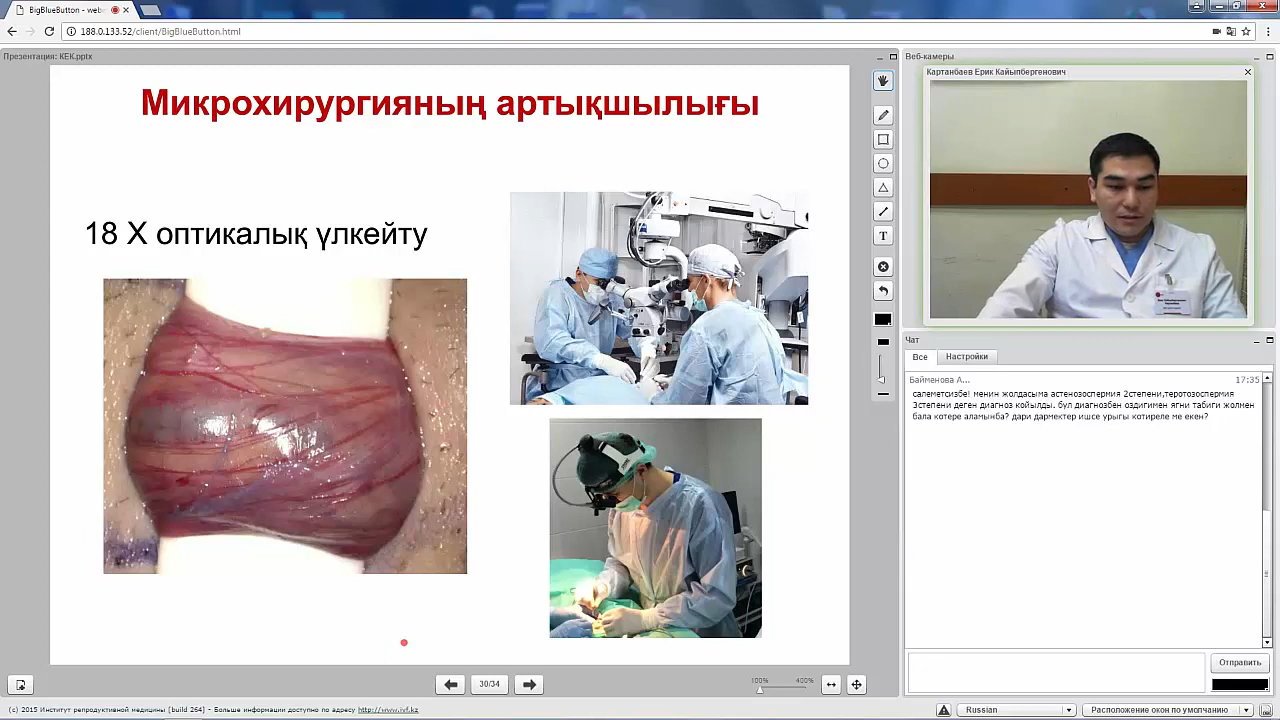 BigBlueButton - web
188.0.133.52/client/BigBlueButton.html
Презентация: КЕК.pptx
Микрохирургияның артықшылығы
18 Х оптикалық үлкейту
30/34
100%
400%
(c) 2015 Институт репродуктивной медицины [build 264] - Больше информации доступно по адресу http://www.ivf.kz
Веб-камеры
Картанбаев Ерик Кайыпбергенович
Чат
Все
Настройки
Байменова А...
17:35
салеметсизбе! менин жолдасыма астенозоспермия 2степени,теротозоспермия
3степени деген диагноз койылды. бул диагнозбен оздигимен ягни табиги жолмен
бала котере аламынба? дари дармектер ишсе урыгы котириле ме екен?
Отправить
Russian
Расположение окон по умолчанию